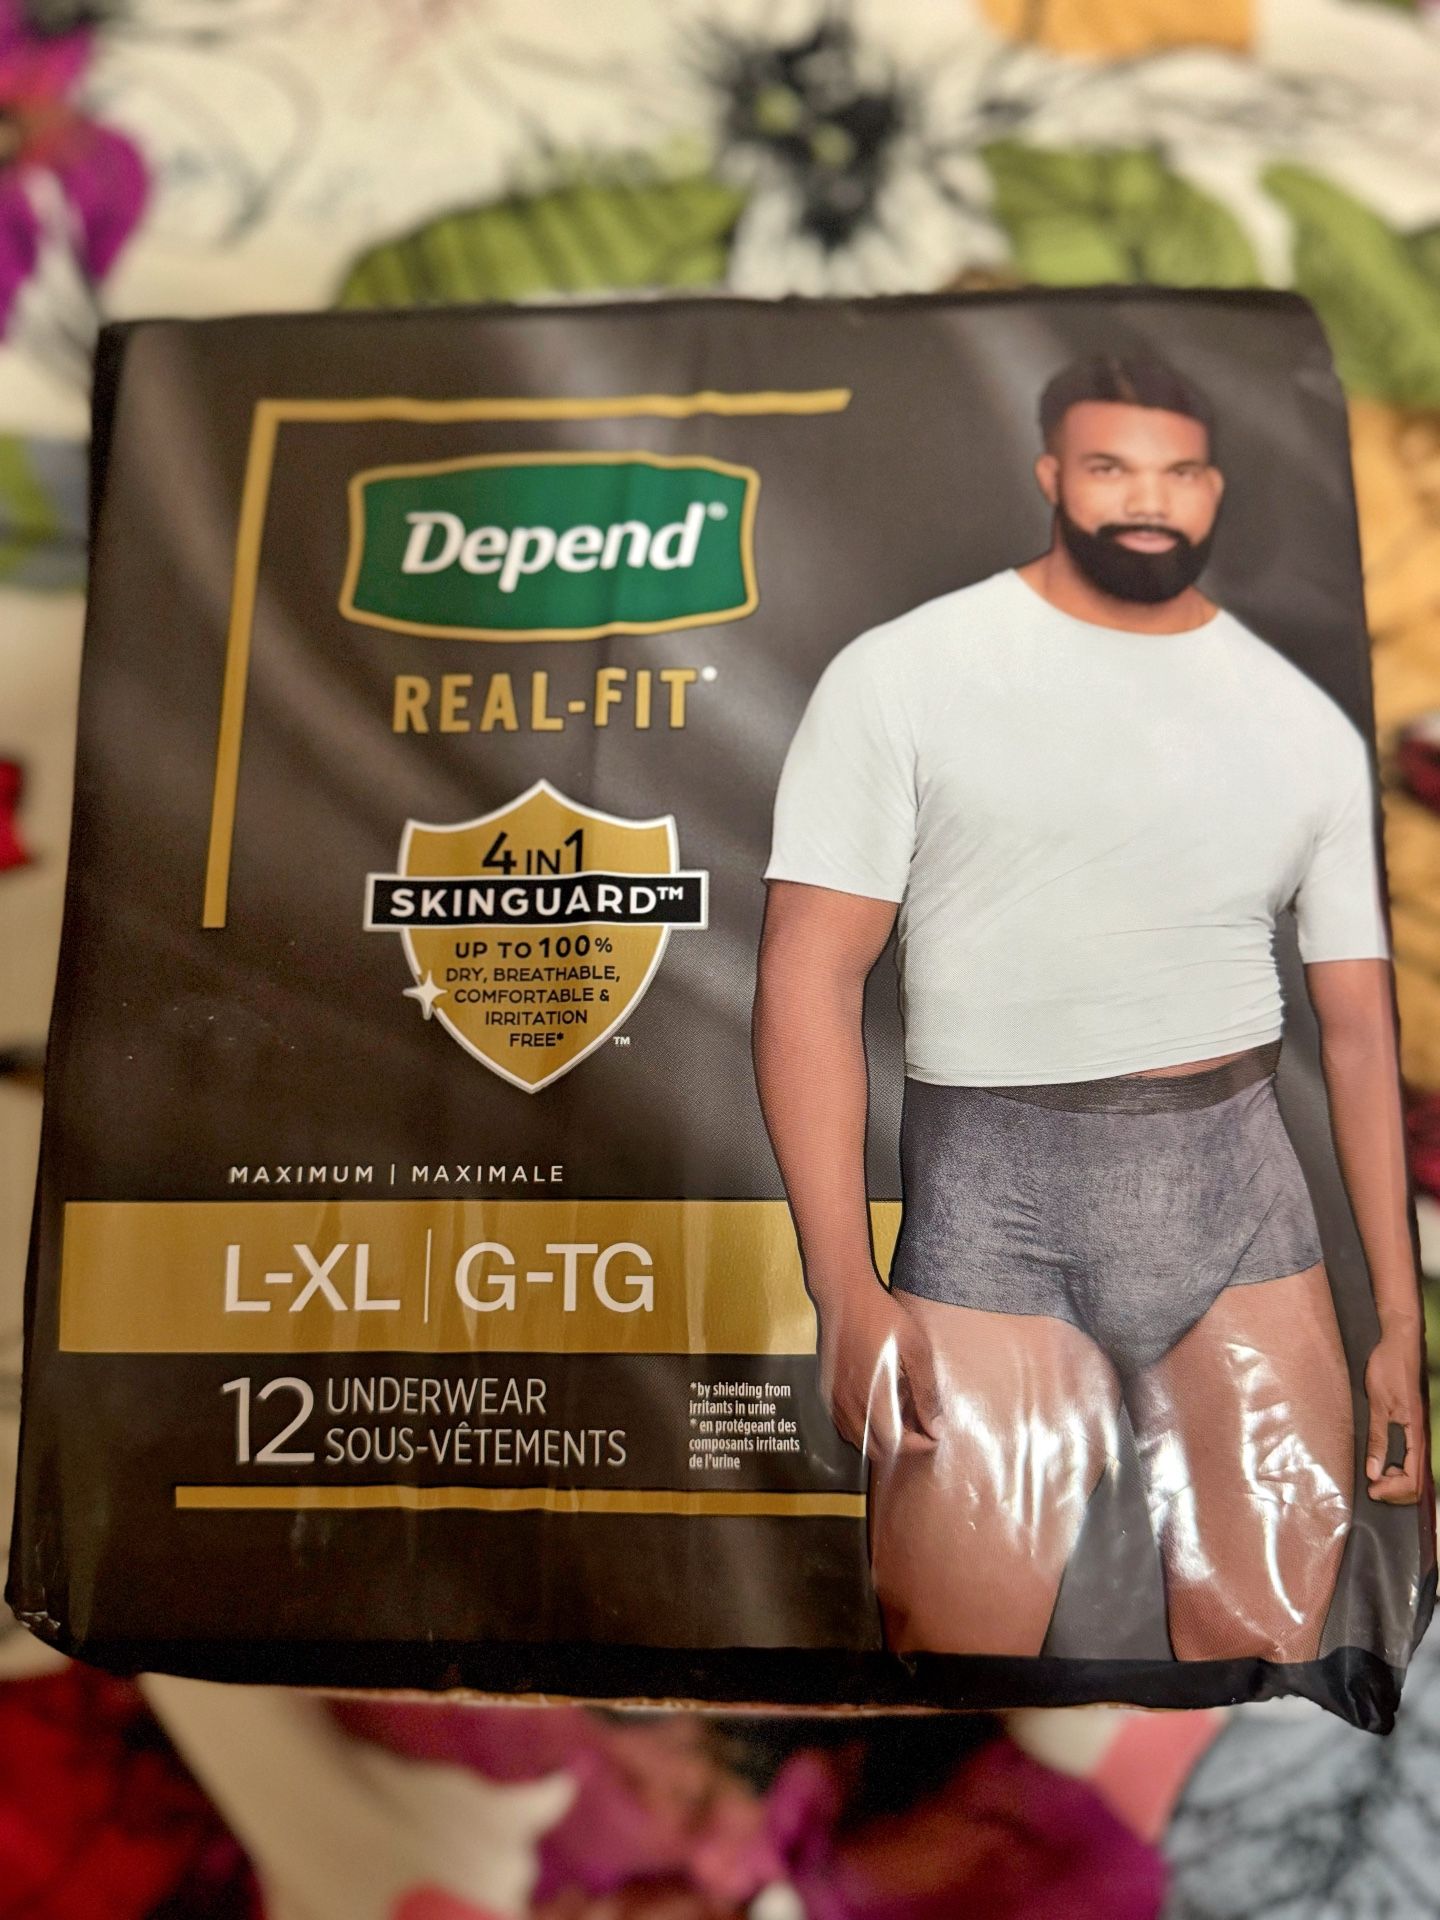 Depend®
REAL-FIT®
4 IN 1
SKINGUARD™
UP TO 100%
DRY, BREATHABLE,
COMFORTABLE &
IRRITATION
FREE*
™
MAXIMUM | MAXIMALE
L-XL | G-TG
12 UNDERWEAR
SOUS-VÊTEMENTS
*by shielding from
irritants in urine
* en protégeant des
composants irritants
de l'urine